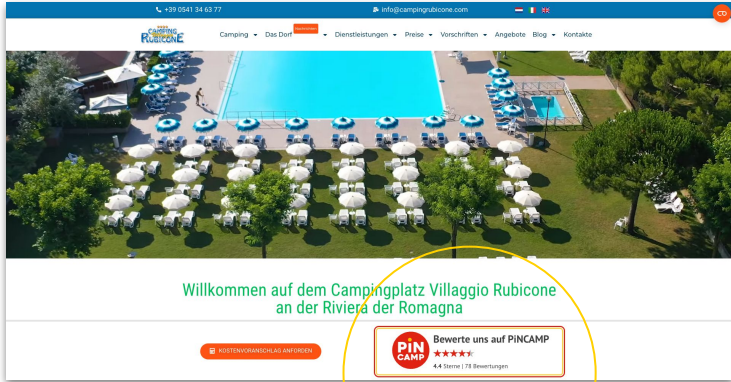 +39 0541 34 63 77
info@campingrubicone.com
CAMPING
RUBICONE
Camping Das Dorf Dienstleistungen Preise Vorschriften Angebote Blog Kontakte
Willkommen auf dem Campingplatz Villaggio Rubicone
an der Riviera der Romagna
KOSTENVORANSCHLAG ANFORDEN
PiN
CAMP
Bewerte uns auf PiNCAMP
4.4 Sterne | 78 Bewertungen